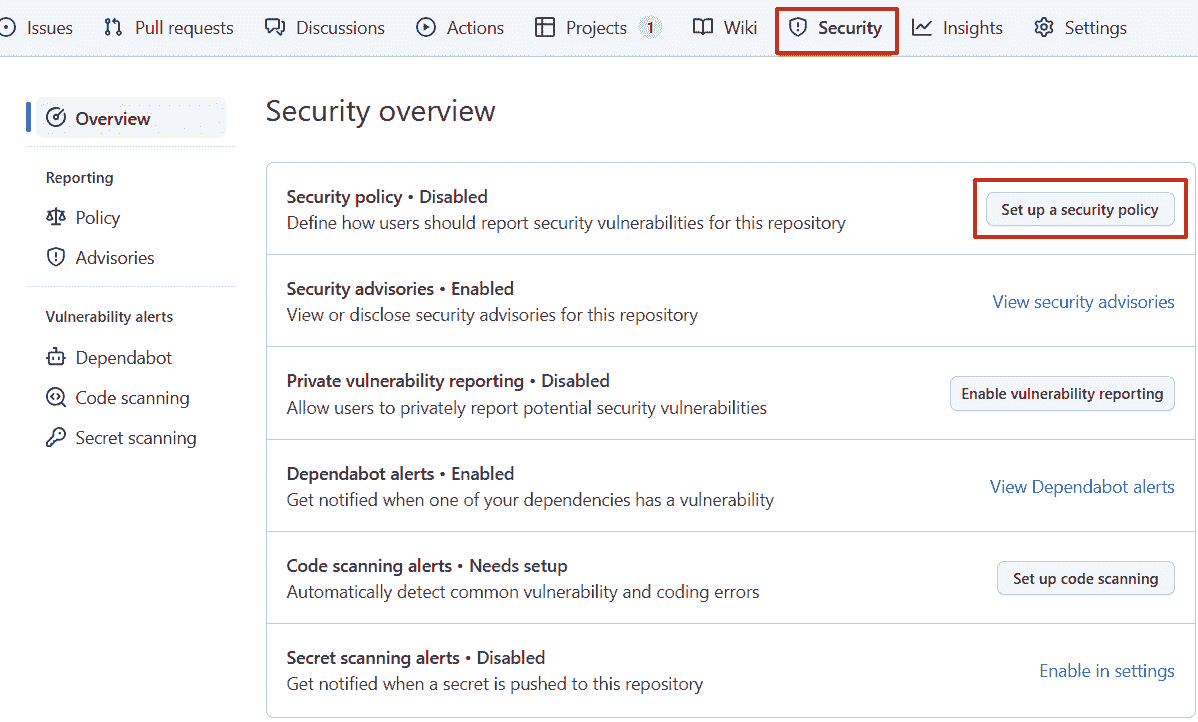 Issues Pull requests Discussions Actions Projects 1 Wiki Security Insights Settings
Overview
Reporting
Policy
Advisories
Vulnerability alerts
Dependabot
Code scanning
Secret scanning
Security overview
Security policy • Disabled
Define how users should report security vulnerabilities for this repository
Set up a security policy
Security advisories • Enabled
View or disclose security advisories for this repository
View security advisories
Private vulnerability reporting • Disabled
Allow users to privately report potential security vulnerabilities
Enable vulnerability reporting
Dependabot alerts • Enabled
Get notified when one of your dependencies has a vulnerability
View Dependabot alerts
Code scanning alerts • Needs setup
Automatically detect common vulnerability and coding errors
Set up code scanning
Secret scanning alerts • Disabled
Get notified when a secret is pushed to this repository
Enable in settings